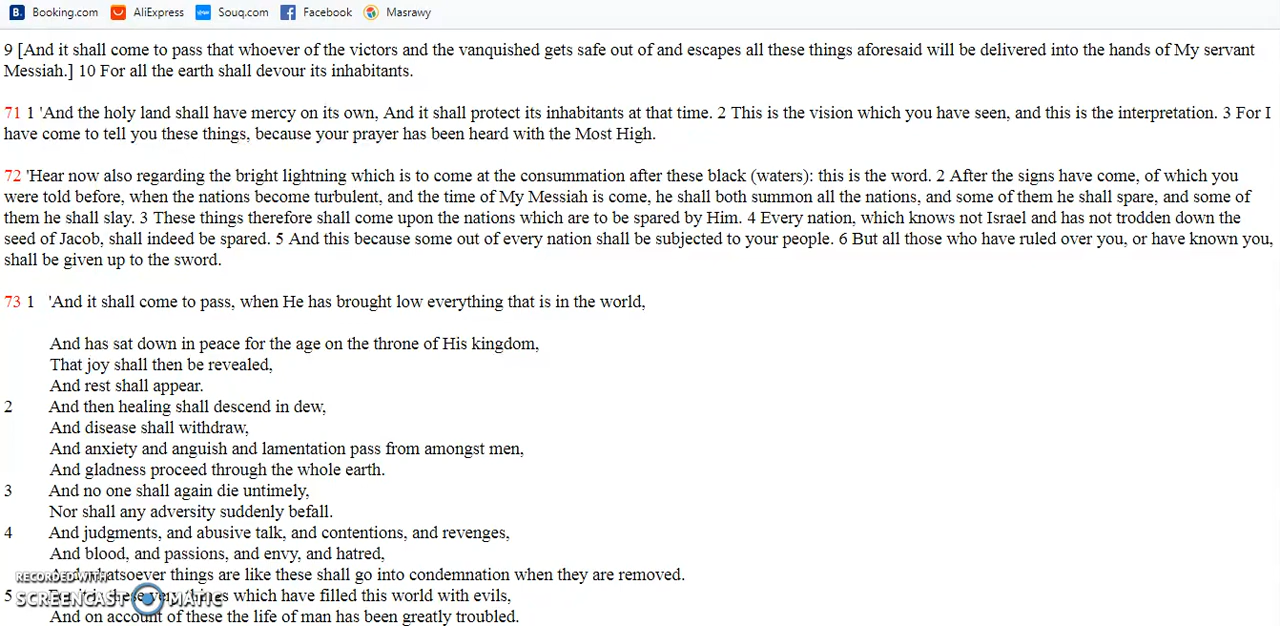 Booking.com AliExpress Souq.com Facebook Masrawy
9 [And it shall come to pass that whoever of the victors and the vanquished gets safe out of and escapes all these things aforesaid will be delivered into the hands of My servant
Messiah.] 10 For all the earth shall devour its inhabitants.
71 1 'And the holy land shall have mercy on its own, And it shall protect its inhabitants at that time. 2 This is the vision which you have seen, and this is the interpretation. 3 For I
have come to tell you these things, because your prayer has been heard with the Most High.
72 'Hear now also regarding the bright lightning which is to come at the consummation after these black (waters): this is the word. 2 After the signs have come, of which you
were told before, when the nations become turbulent, and the time of My Messiah is come, he shall both summon all the nations, and some of them he shall spare, and some of
them he shall slay. 3 These things therefore shall come upon the nations which are to be spared by Him. 4 Every nation, which knows not Israel and has not trodden down the
seed of Jacob, shall indeed be spared. 5 And this because some out of every nation shall be subjected to your people. 6 But all those who have ruled over you, or have known you,
shall be given up to the sword.
73 1 'And it shall come to pass, when He has brought low everything that is in the world,
And has sat down in peace for the age on the throne of His kingdom,
That joy shall then be revealed,
And rest shall appear.
2 And then healing shall descend in dew,
And disease shall withdraw,
And anxiety and anguish and lamentation pass from amongst men,
And gladness proceed through the whole earth.
3 And no one shall again die untimely,
Nor shall any adversity suddenly befall.
4 And judgments, and abusive talk, and contentions, and revenges,
And blood, and passions, and envy, and hatred,
And whatsoever things are like these shall go into condemnation when they are removed.
RECORDED WITH
5 these very things which have filled this world with evils,
SCREENCAST O MATIC
And on account of these the life of man has been greatly troubled.